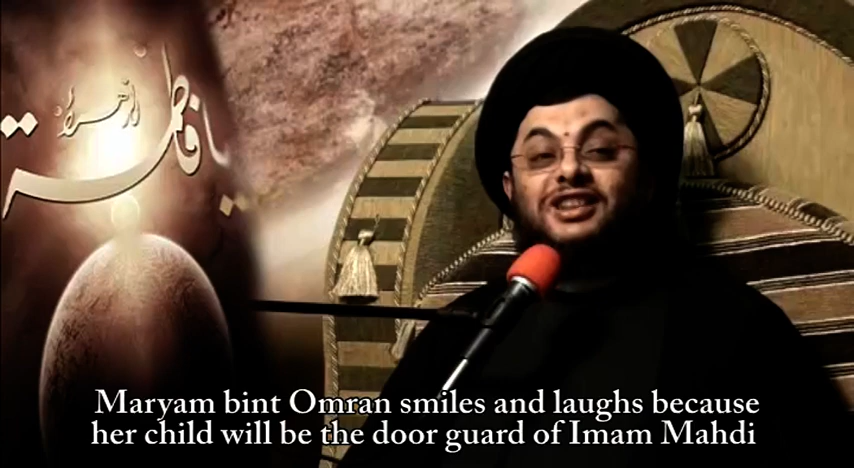 يا فاطمة
الزهراء
Maryam bint Omran smiles and laughs because
her child will be the door guard of Imam Mahdi